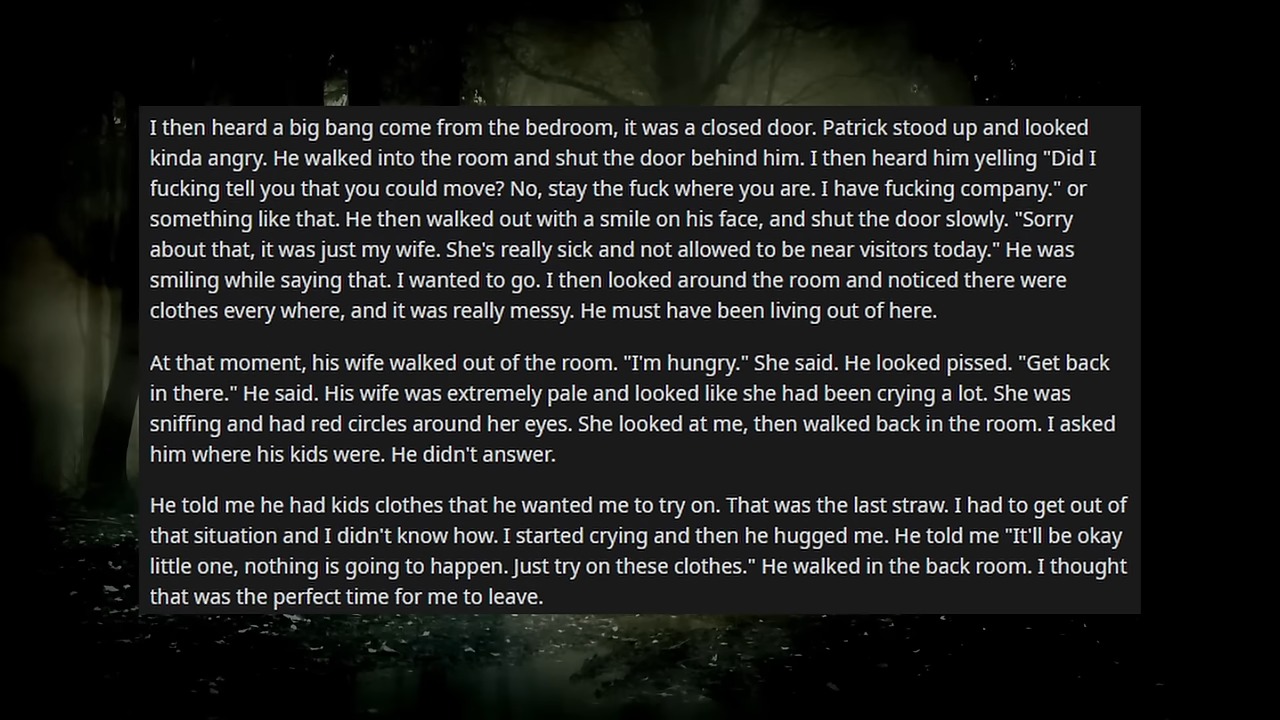 I then heard a big bang come from the bedroom, it was a closed door. Patrick stood up and looked
kinda angry. He walked into the room and shut the door behind him. I then heard him yelling "Did I
fucking tell you that you could move? No, stay the fuck where you are. I have fucking company." or
something like that. He then walked out with a smile on his face, and shut the door slowly. "Sorry
about that, it was just my wife. She's really sick and not allowed to be near visitors today." He was
smiling while saying that. I wanted to go. I then looked around the room and noticed there were
clothes every where, and it was really messy. He must have been living out of here.
At that moment, his wife walked out of the room. "I'm hungry." She said. He looked pissed. "Get back
in there." He said. His wife was extremely pale and looked like she had been crying a lot. She was
sniffing and had red circles around her eyes. She looked at me, then walked back in the room. I asked
him where his kids were. He didn't answer.
He told me he had kids clothes that he wanted me to try on. That was the last straw. I had to get out of
that situation and I didn't know how. I started crying and then he hugged me. He told me "It'll be okay
little one, nothing is going to happen. Just try on these clothes." He walked in the back room. I thought
that was the perfect time for me to leave.